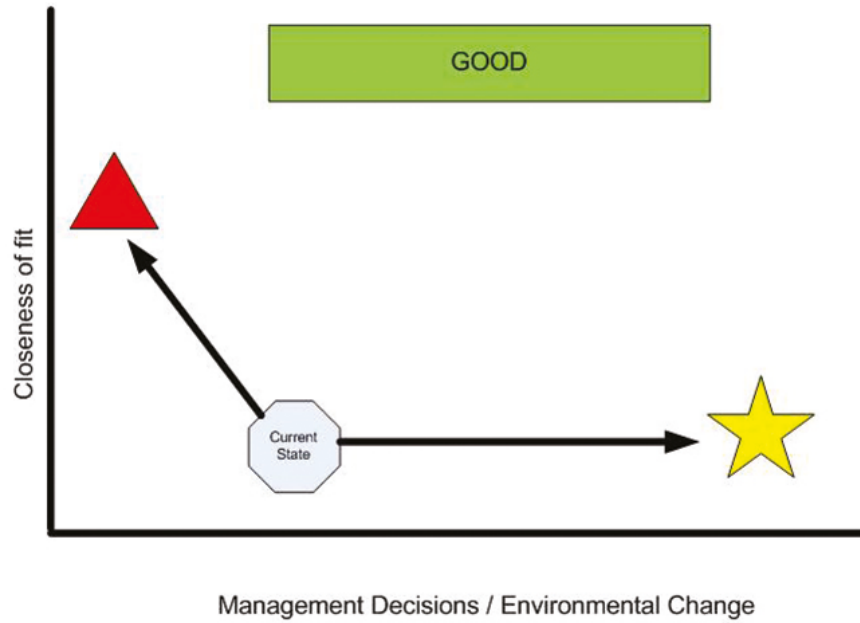 GOOD
Closeness of fit
Current
State
Management Decisions / Environmental Change